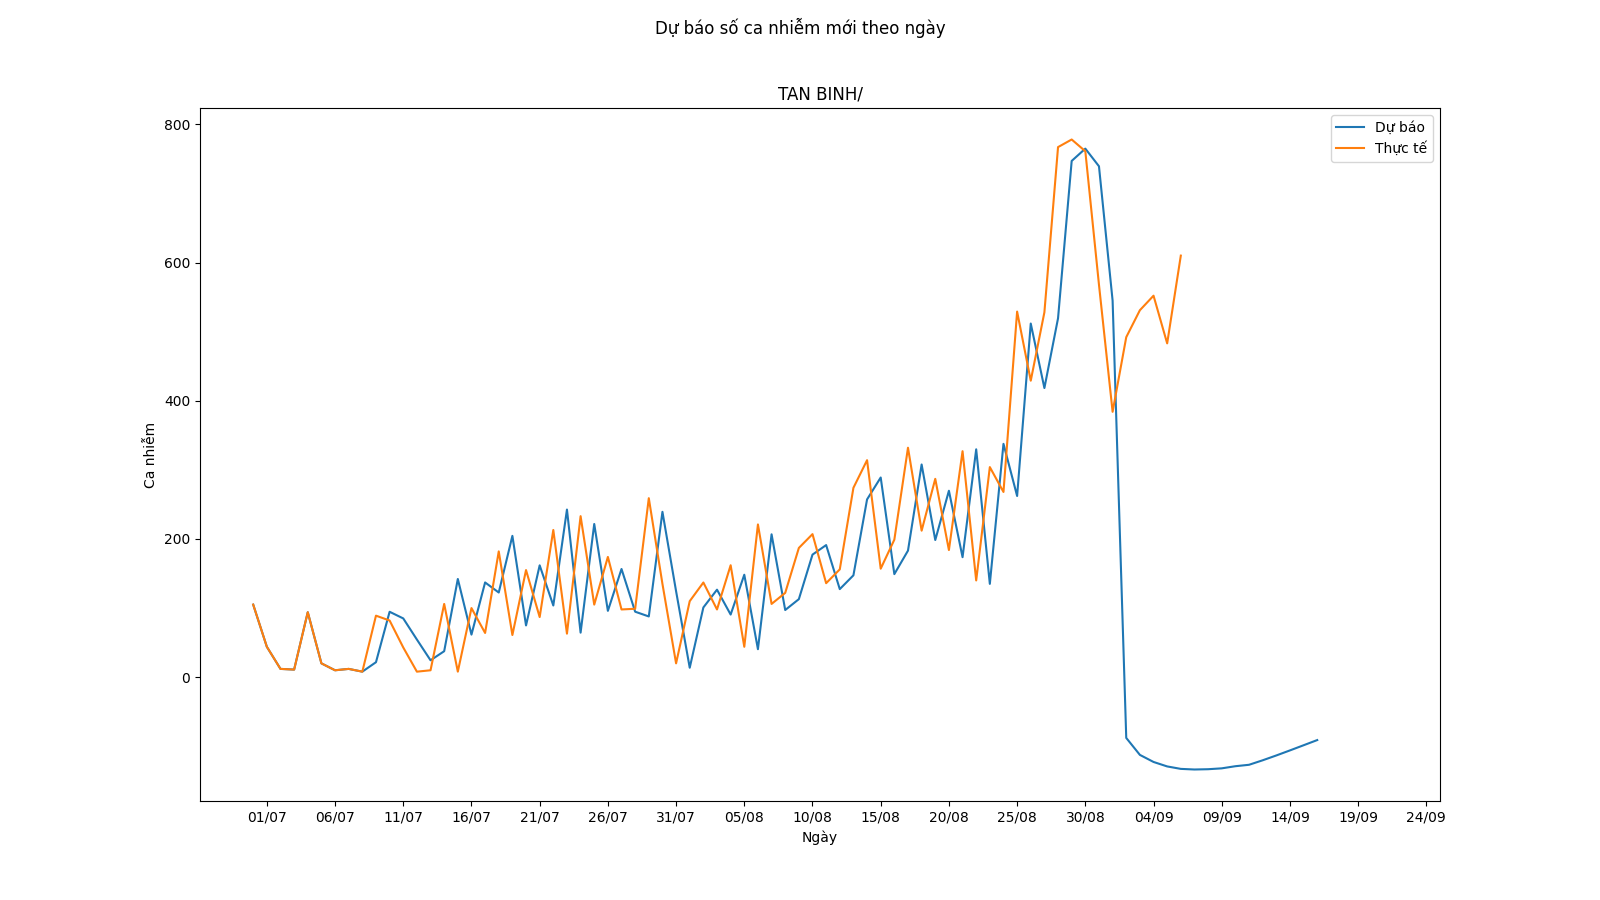 Dự báo số ca nhiễm mới theo ngày
TAN BINH/
Dự báo
Thực tế
800
600
400
200
0
Ca nhiễm
01/07 06/07 11/07 16/07 21/07 26/07 31/07 05/08 10/08 15/08 20/08 25/08 30/08 04/09 09/09 14/09 19/09 24/09
Ngày